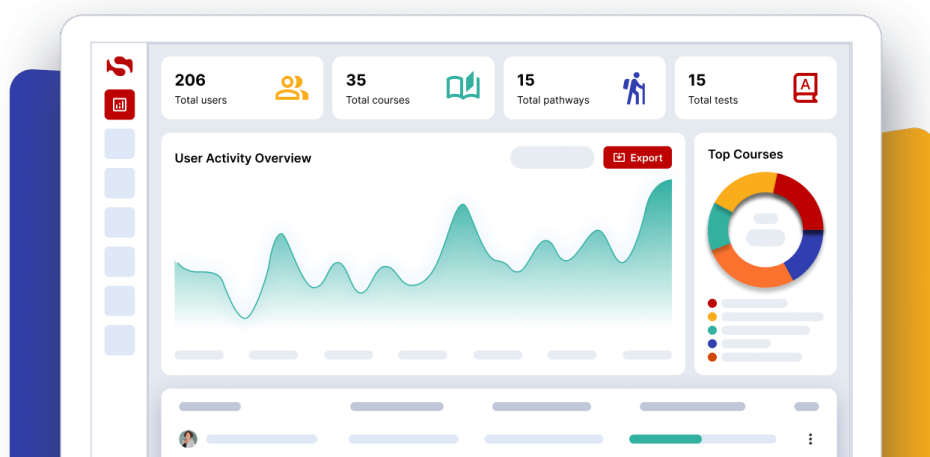 206
Total users
35
Total courses
15
Total pathways
15
Total tests
A
User Activity Overview
Export
Top Courses